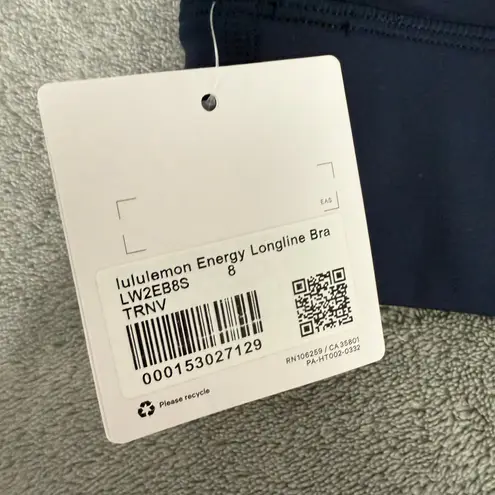 EAS
lululemon Energy Longline Bra
LW2EB8S 8
TRNV
000153027129
RN106259 / CA35801
PA-HT002-0332
Please recycle